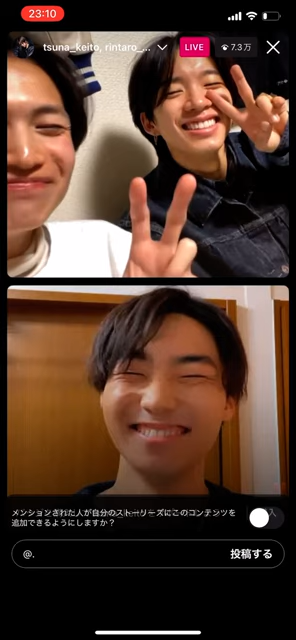 23:10
tsuna_keito, rintaro_...
LIVE
7.3万
メンションされた人が自分のストーリーズにこのコンテンツを
追加できるようにしますか？
@.
投稿する